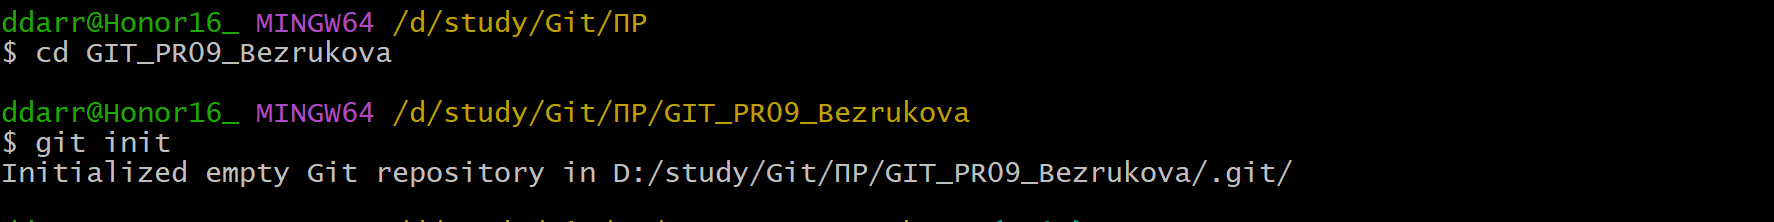 ddarr@Honor16_ MINGW64 /d/study/Git/ПР
$ cd GIT_PR09_Bezrukova
ddarr@Honor16_ MINGW64 /d/study/Git/ПР/GIT_PR09_Bezrukova
$ git init
Initialized empty Git repository in D:/study/Git/ПР/GIT_PR09_Bezrukova/.git/